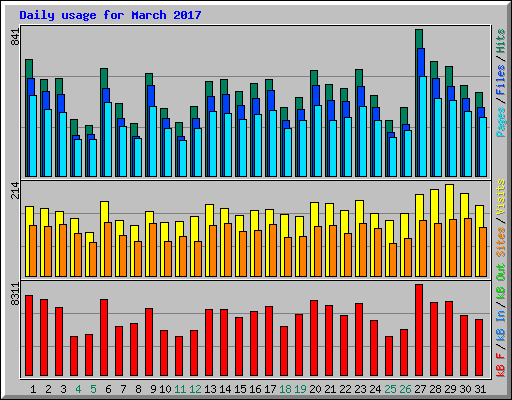 Daily usage for March 2017
841
Pages / Files / Hits
214
Sites / Visits
8311
kB F / kB In / kB Out
1 2 3 4 5 6 7 8 9 10 11 12 13 14 15 16 17 18 19 20 21 22 23 24 25 26 27 28 29 30 31